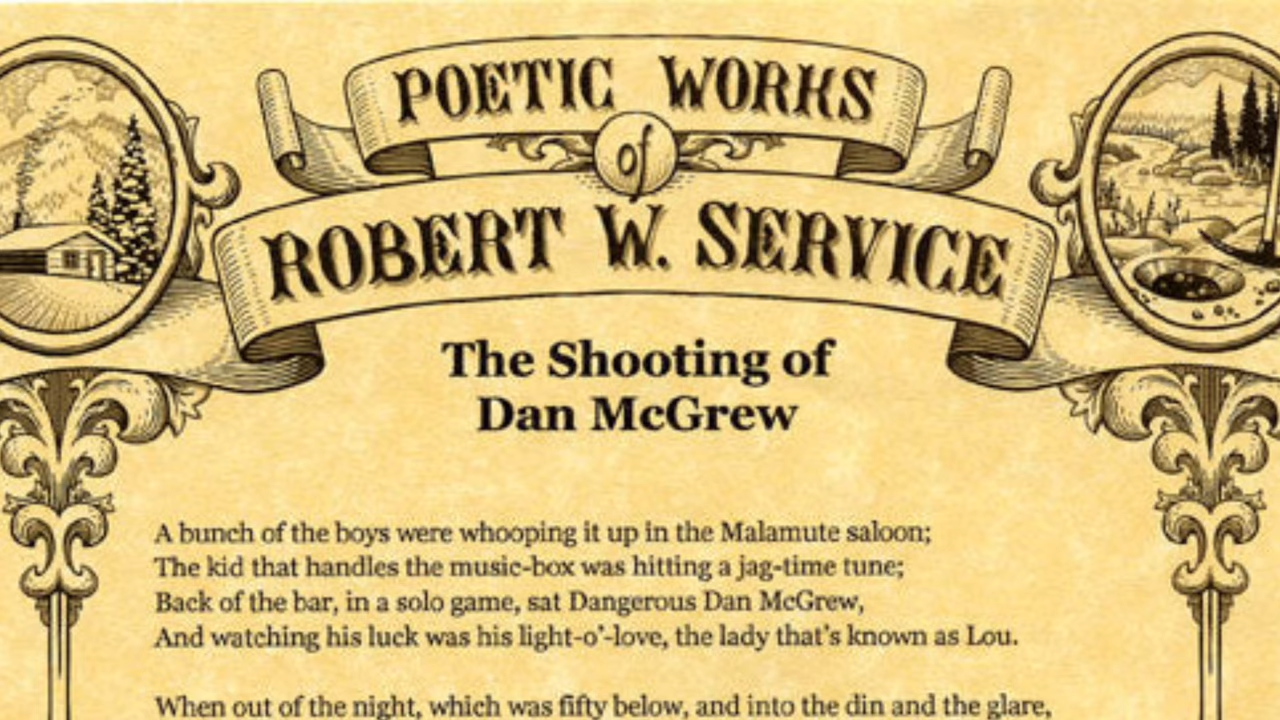 POETIC WORKS
of
ROBERT W. SERVICE
The Shooting of
Dan McGrew
A bunch of the boys were whooping it up in the Malamute saloon;
The kid that handles the music-box was hitting a jag-time tune;
Back of the bar, in a solo game, sat Dangerous Dan McGrew,
And watching his luck was his light-o'-love, the lady that's known as Lou.
When out of the night, which was fifty below, and into the din and the glare,